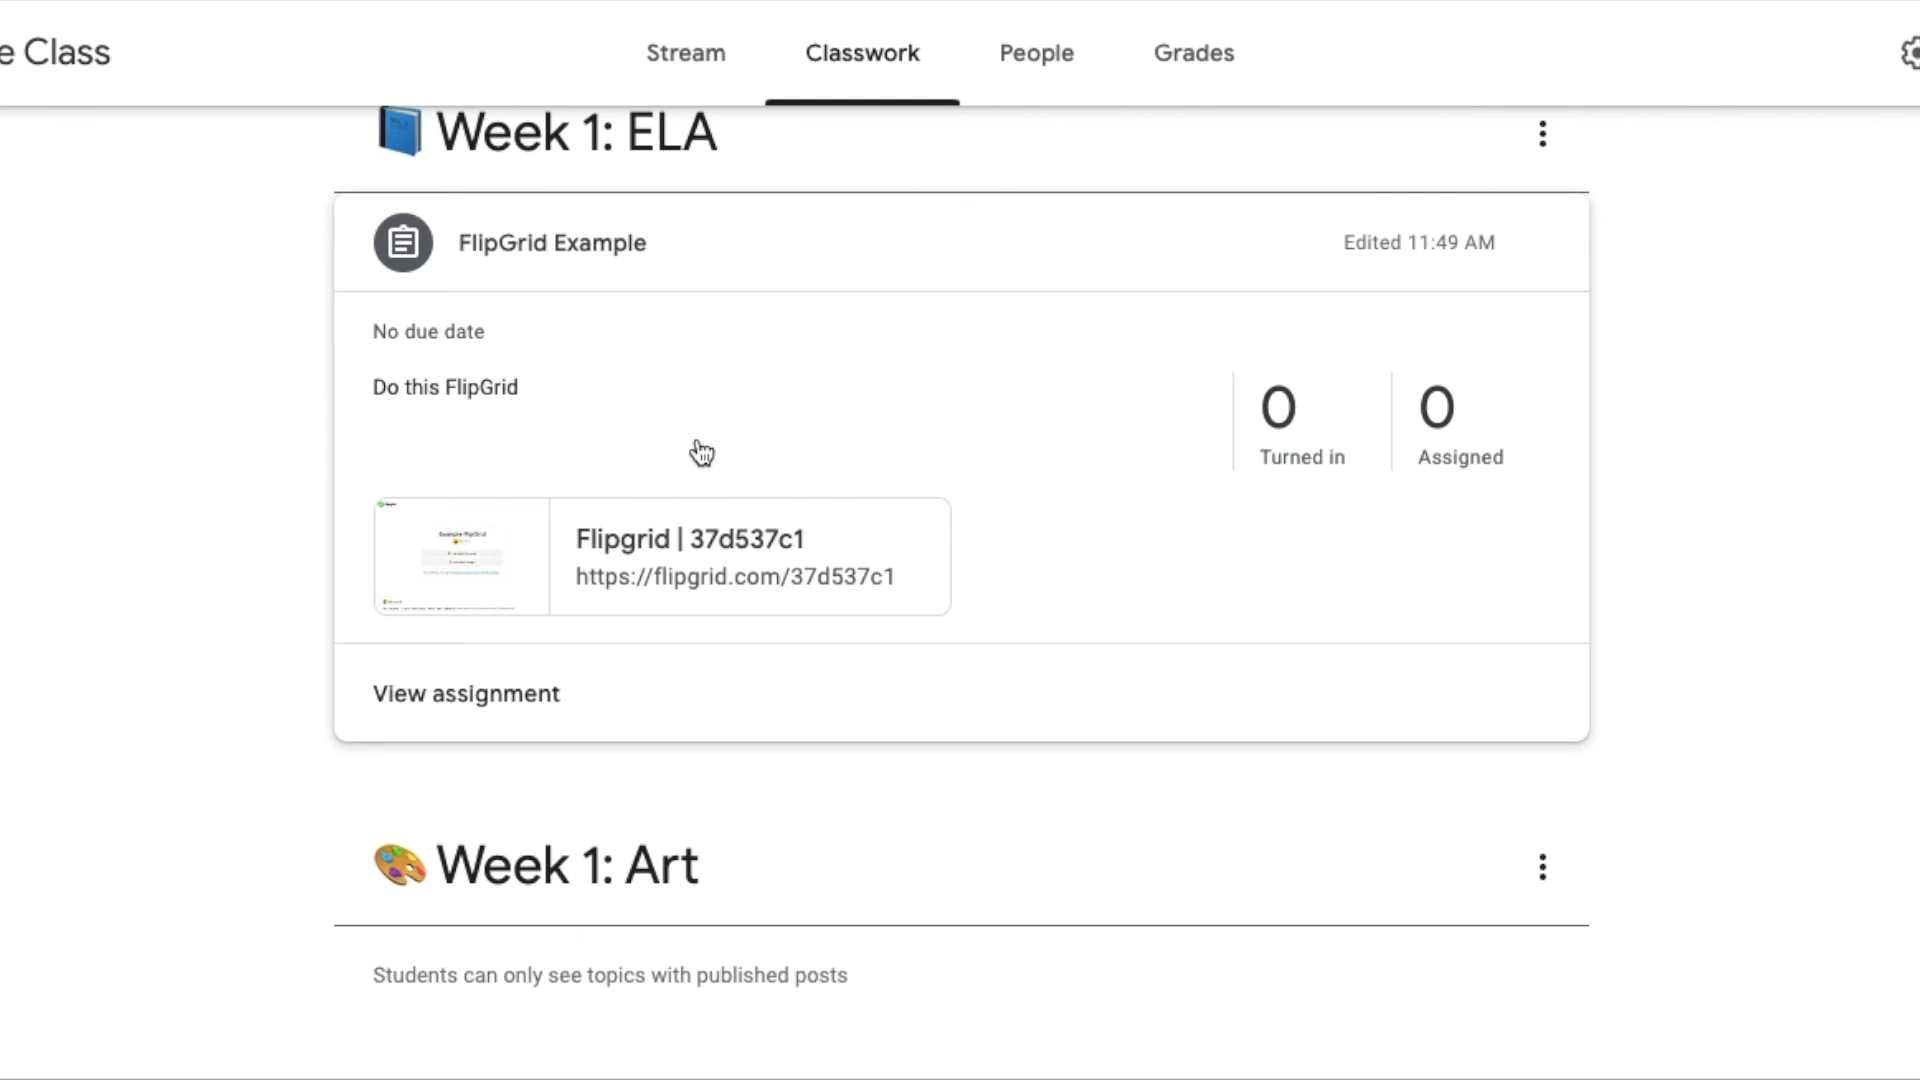 e Class
Stream
Classwork
People
Grades
Week 1: ELA
FlipGrid Example
Edited 11:49 AM
No due date
Do this FlipGrid
0
Turned in
0
Assigned
Example FlipGrid
Flipgrid | 37d537c1
https://flipgrid.com/37d537c1
View assignment
Week 1: Art
Students can only see topics with published posts